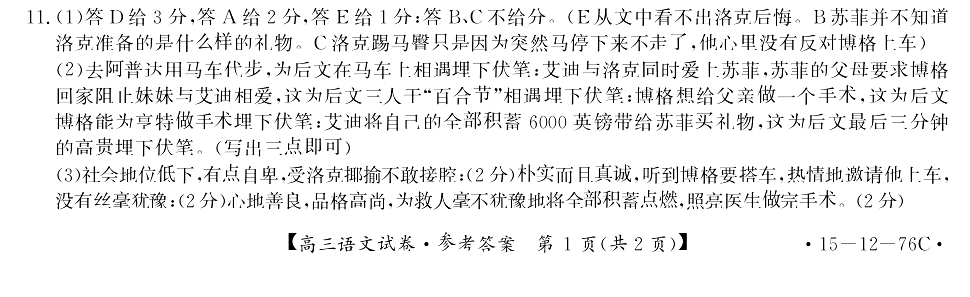 11.(1)答D给3分,答A给2分,答E给1分;答B、C不给分。(E从文中看不出洛克后悔。B苏菲并不知道
洛克准备的是什么样的礼物。C洛克踢马臀只是因为突然马停下来不走了,他心里没有反对博格上车)
(2)去阿普达用马车代步,为后文在马车上相遇埋下伏笔;艾迪与洛克同时爱上苏菲,苏菲的父母要求博格
回家阻止妹妹与艾迪相爱,这为后文三人于“百合节”相遇埋下伏笔;博格想给父亲做一个手术,这为后文
博格能为亨特做手术埋下伏笔;艾迪将自己的全部积蓄6000英镑带给苏菲买礼物,这为后文最后三分钟
的高贵埋下伏笔。(写出三点即可)
(3)社会地位低下,有点自卑,受洛克揶揄不敢接腔;(2分)朴实而且真诚,听到博格要搭车,热情地邀请他上车,
没有丝毫犹豫;(2分)心地善良,品格高尚,为救人毫不犹豫地将全部积蓄点燃,照亮医生做完手术。(2分)
【高三语文试卷·参考答案 第1页(共2页)】 ·15-12-76C·